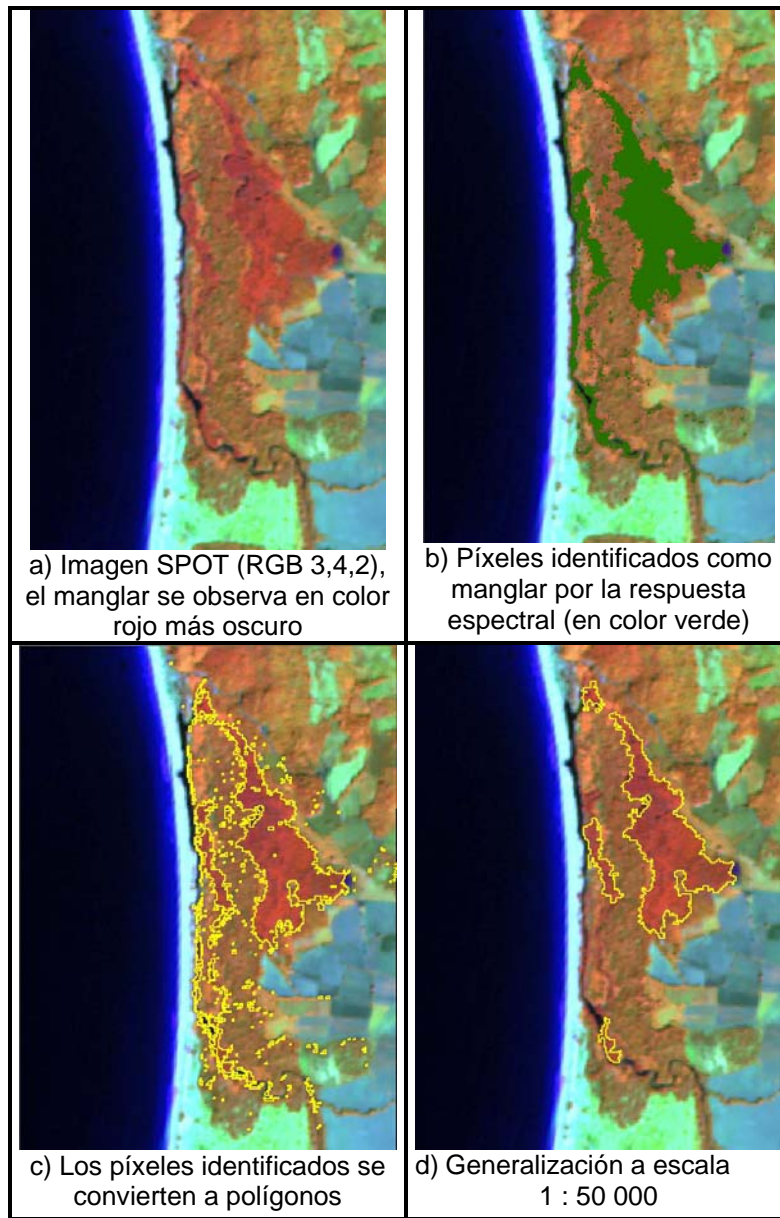 a) Imagen SPOT (RGB 3,4,2),
el manglar se observa en color
rojo más oscuro
b) Píxeles identificados como
manglar por la respuesta
espectral (en color verde)
c) Los píxeles identificados se
convierten a polígonos
d) Generalización a escala
1 : 50 000